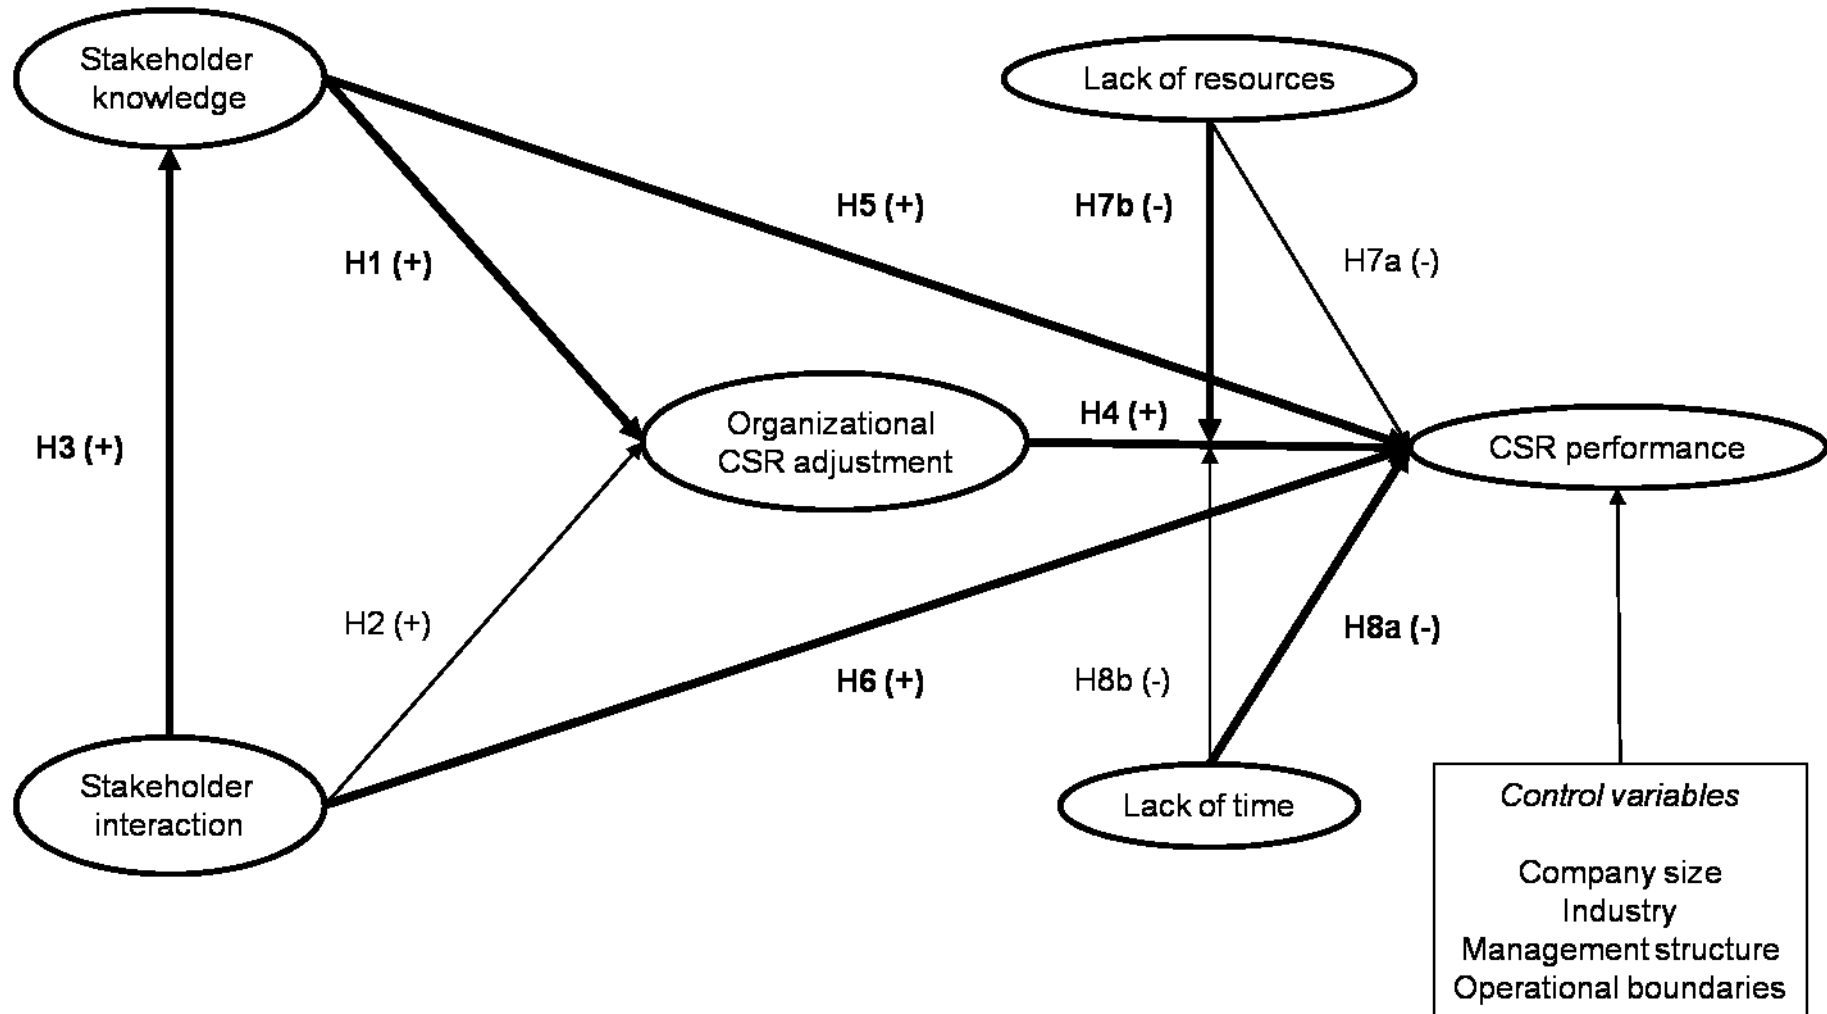 Stakeholder
knowledge
Lack of resources
H5 (+)
H7b (-)
H1 (+)
H7a (-)
H4 (+)
Organizational
CSR adjustment
H3 (+)
CSR performance
H2 (+)
H6 (+)
H8b (-)
H8a (-)
Stakeholder
interaction
Lack of time
Control variables
Company size
Industry
Management structure
Operational boundaries